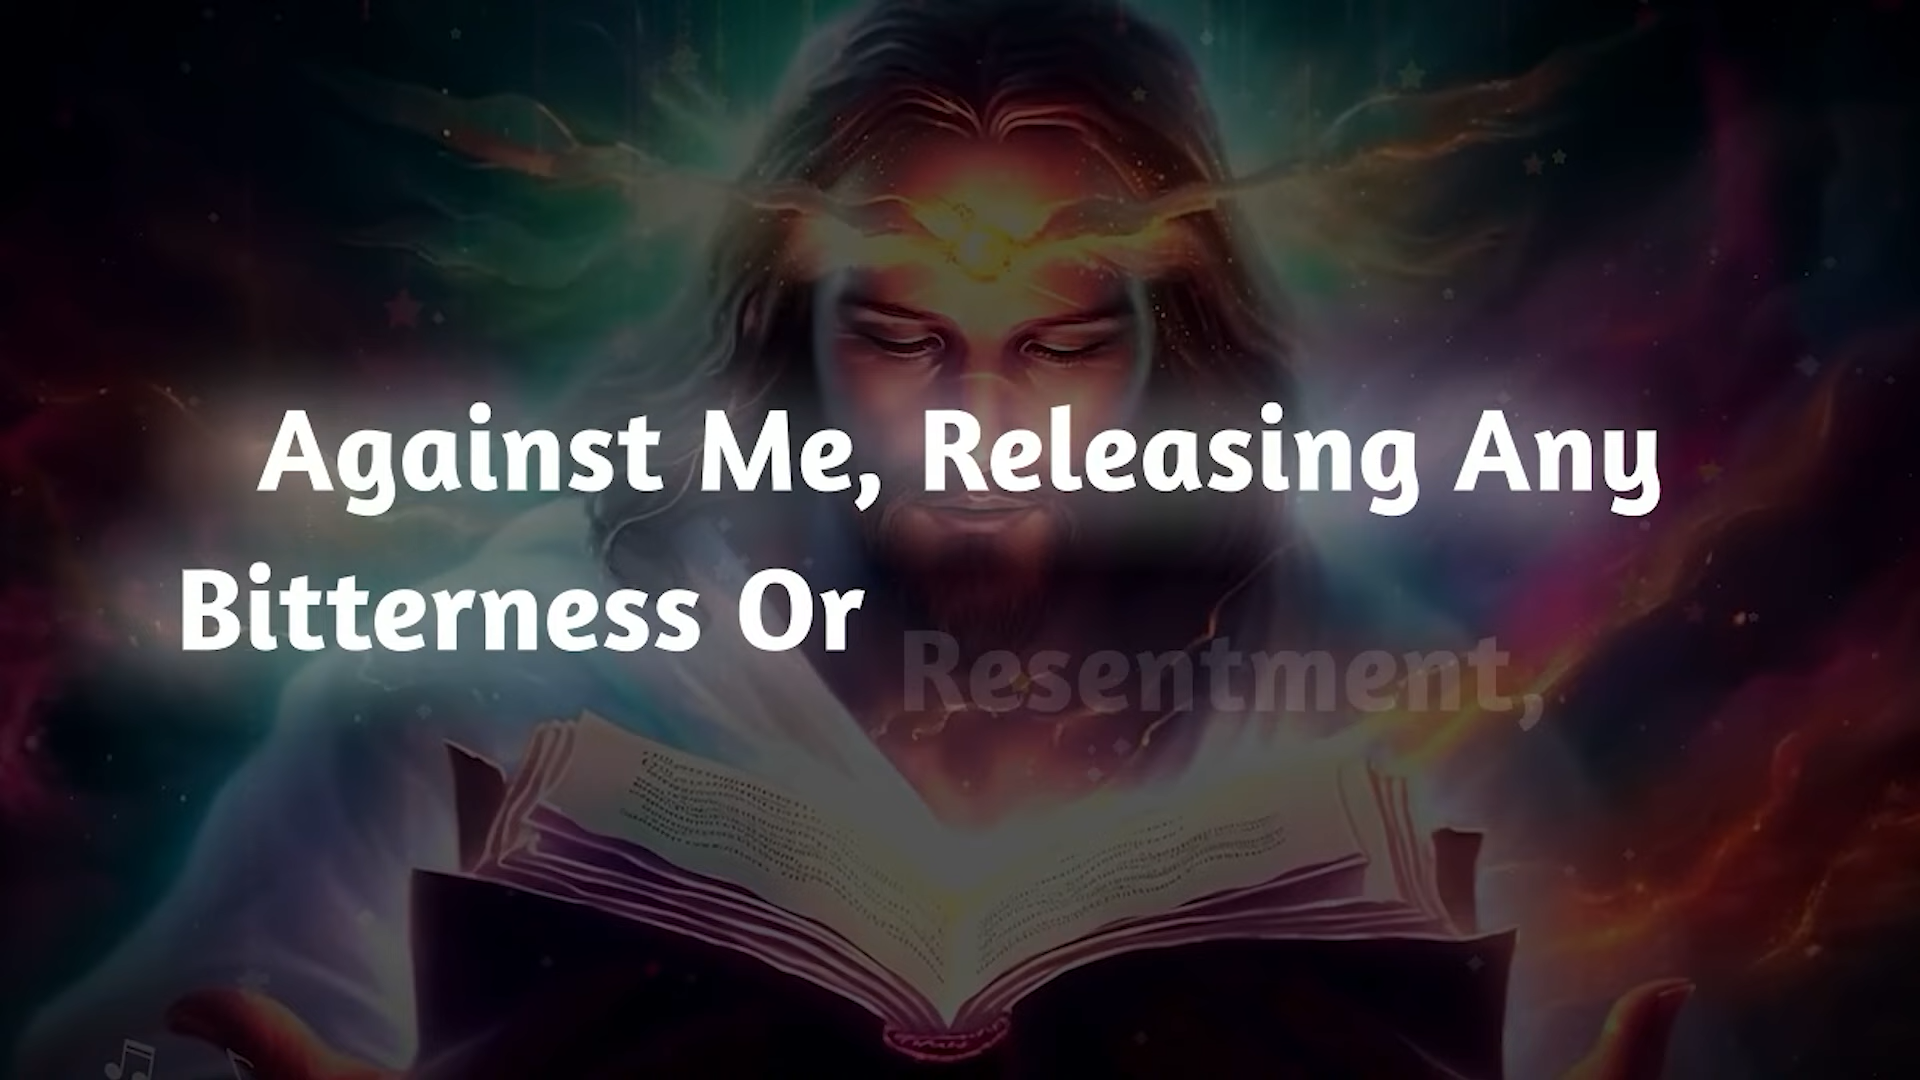 Against Me, Releasing Any
Bitterness Or Resentment,